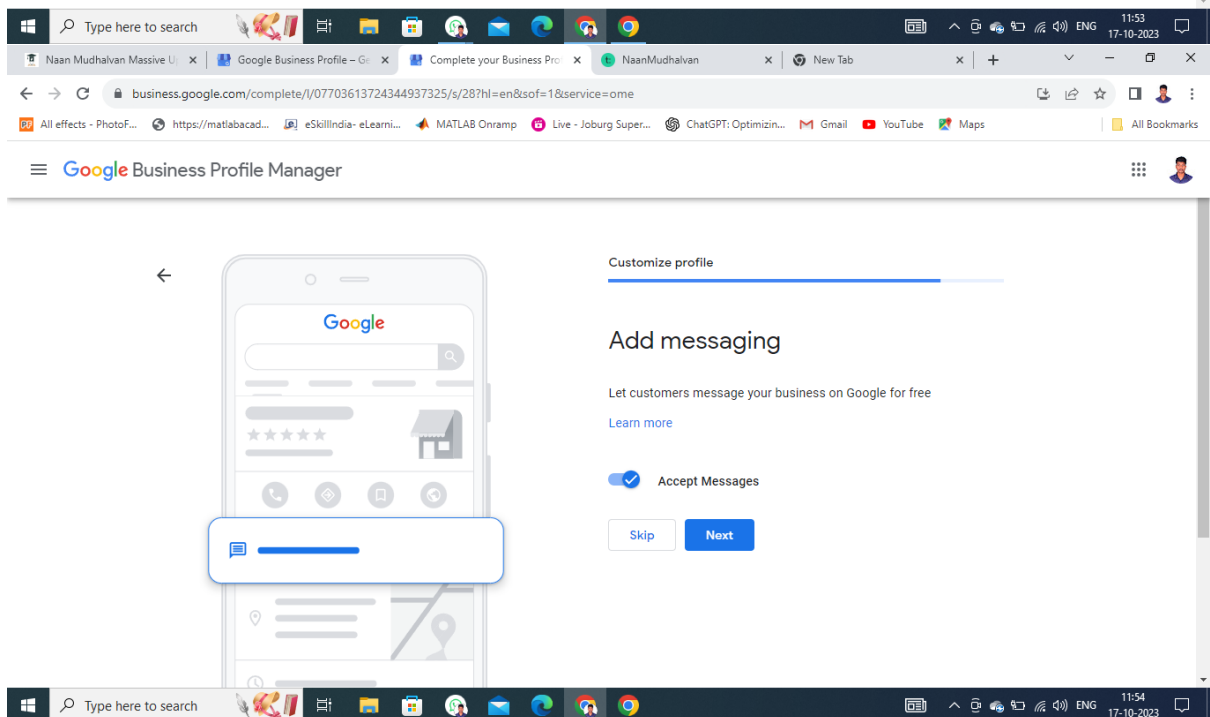 Type here to search
ENG
11:53
17-10-2023
Naan Mudhalvan Massive U
Google Business Profile – Ge
Complete your Business Pro
NaanMudhalvan
New Tab
business.google.com/complete/l/07703613724344937325/s/28?hl=en&sof=1&service=ome
All effects - PhotoF...
https://matlabacad...
eSkillIndia- eLearni...
MATLAB Onramp
Live - Joburg Super...
ChatGPT: Optimizin...
Gmail
YouTube
Maps
All Bookmarks
Google Business Profile Manager
Customize profile
Google
Add messaging
Let customers message your business on Google for free
Learn more
Accept Messages
Skip
Next
Type here to search
ENG
11:54
17-10-2023